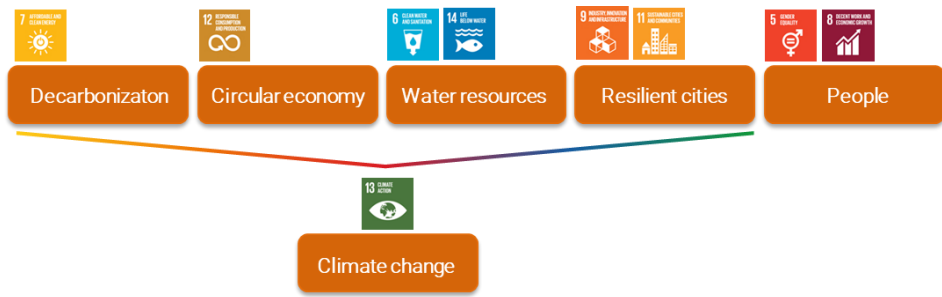 7 AFFORDABLE AND
CLEAN ENERGY
12 RESPONSIBLE
CONSUMPTION
AND PRODUCTION
6 CLEAN WATER
AND SANITATION
14 LIFE
BELOW WATER
9 INDUSTRY, INNOVATION
AND INFRASTRUCTURE
11 SUSTAINABLE CITIES
AND COMMUNITIES
5 GENDER
EQUALITY
8 DECENT WORK AND
ECONOMIC GROWTH
Decarbonizaton
Circular economy
Water resources
Resilient cities
People
13 CLIMATE
ACTION
Climate change